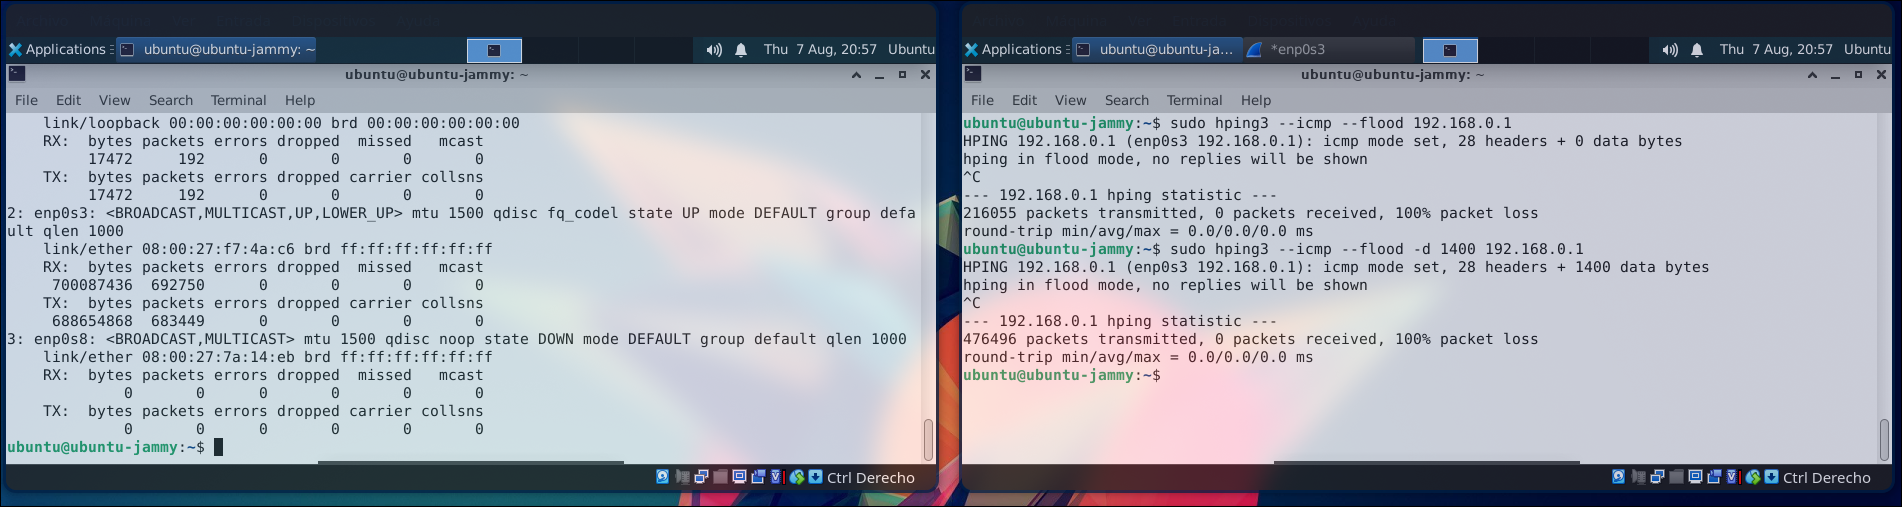 Applications
ubuntu@ubuntu-jammy: ~
Thu 7 Aug, 20:57 Ubuntu
ubuntu@ubuntu-jammy: ~
File Edit View Search Terminal Help
link/loopback 00:00:00:00:00:00 brd 00:00:00:00:00:00
RX: bytes packets errors dropped missed mcast
17472 192 0 0 0 0
TX: bytes packets errors dropped carrier collsns
17472 192 0 0 0 0
2: enp0s3: <BROADCAST,MULTICAST,UP,LOWER_UP> mtu 1500 qdisc fq_codel state UP mode DEFAULT group defa
ult qlen 1000
link/ether 08:00:27:f7:4a:c6 brd ff:ff:ff:ff:ff:ff
RX: bytes packets errors dropped missed mcast
700087436 692750 0 0 0 0
TX: bytes packets errors dropped carrier collsns
688654868 683449 0 0 0 0
3: enp0s8: <BROADCAST,MULTICAST> mtu 1500 qdisc noop state DOWN mode DEFAULT group default qlen 1000
link/ether 08:00:27:7a:14:eb brd ff:ff:ff:ff:ff:ff
RX: bytes packets errors dropped missed mcast
0 0 0 0 0 0
TX: bytes packets errors dropped carrier collsns
0 0 0 0 0 0
ubuntu@ubuntu-jammy:~$
Ctrl Derecho
Applications
ubuntu@ubuntu-ja...
*enp0s3
Thu 7 Aug, 20:57 Ubuntu
ubuntu@ubuntu-jammy: ~
File Edit View Search Terminal Help
ubuntu@ubuntu-jammy:~$ sudo hping3 --icmp --flood 192.168.0.1
HPING 192.168.0.1 (enp0s3 192.168.0.1): icmp mode set, 28 headers + 0 data bytes
hping in flood mode, no replies will be shown
^C
--- 192.168.0.1 hping statistic ---
216055 packets transmitted, 0 packets received, 100% packet loss
round-trip min/avg/max = 0.0/0.0/0.0 ms
ubuntu@ubuntu-jammy:~$ sudo hping3 --icmp --flood -d 1400 192.168.0.1
HPING 192.168.0.1 (enp0s3 192.168.0.1): icmp mode set, 28 headers + 1400 data bytes
hping in flood mode, no replies will be shown
^C
--- 192.168.0.1 hping statistic ---
476496 packets transmitted, 0 packets received, 100% packet loss
round-trip min/avg/max = 0.0/0.0/0.0 ms
ubuntu@ubuntu-jammy:~$
Ctrl Derecho